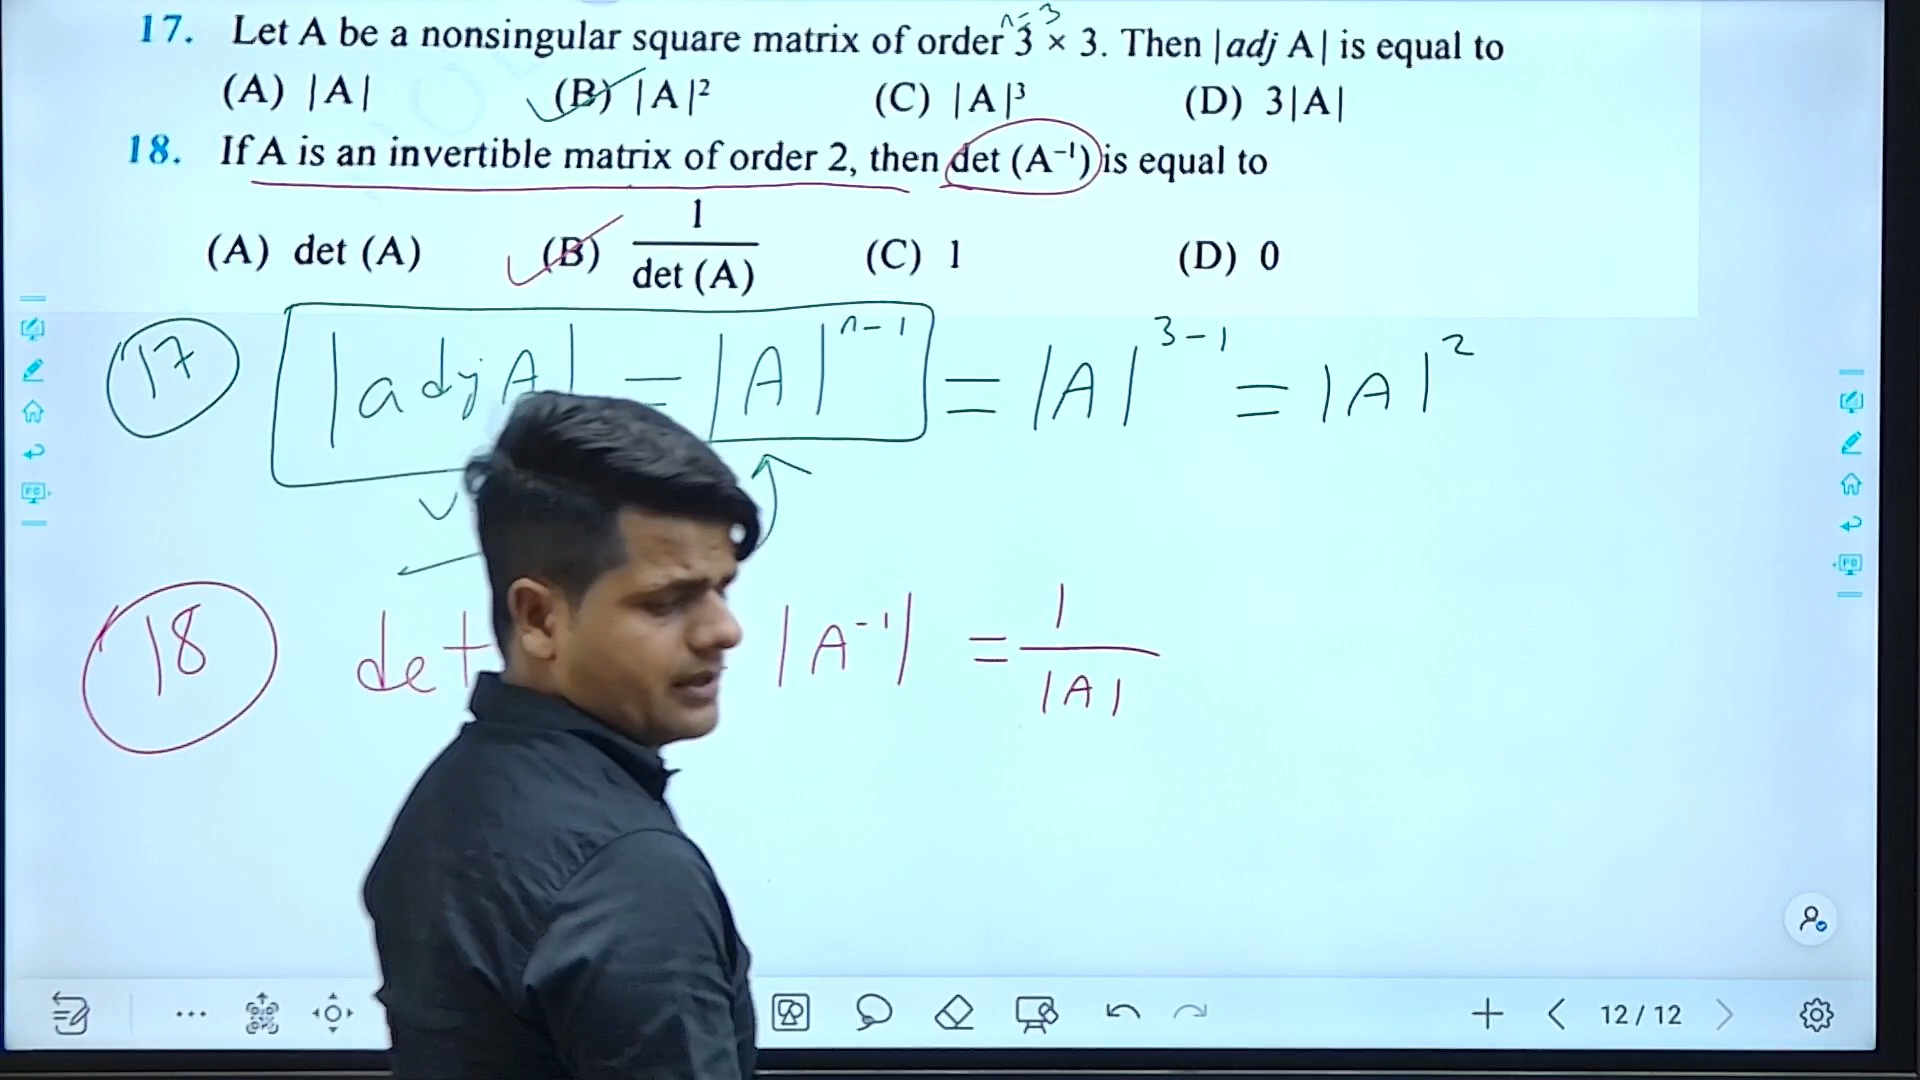 n=3
17. Let A be a nonsingular square matrix of order 3 × 3. Then |adj A| is equal to
(A) |A| (B) |A|² (C) |A|³ (D) 3|A|
18. If A is an invertible matrix of order 2, then det (A⁻¹) is equal to
(A) det (A) (B) 1/det (A) (C) 1 (D) 0
17 |adj A| = |A|ⁿ⁻¹ = |A|³⁻¹ = |A|²
18 det |A⁻¹| = 1/|A|
12/12